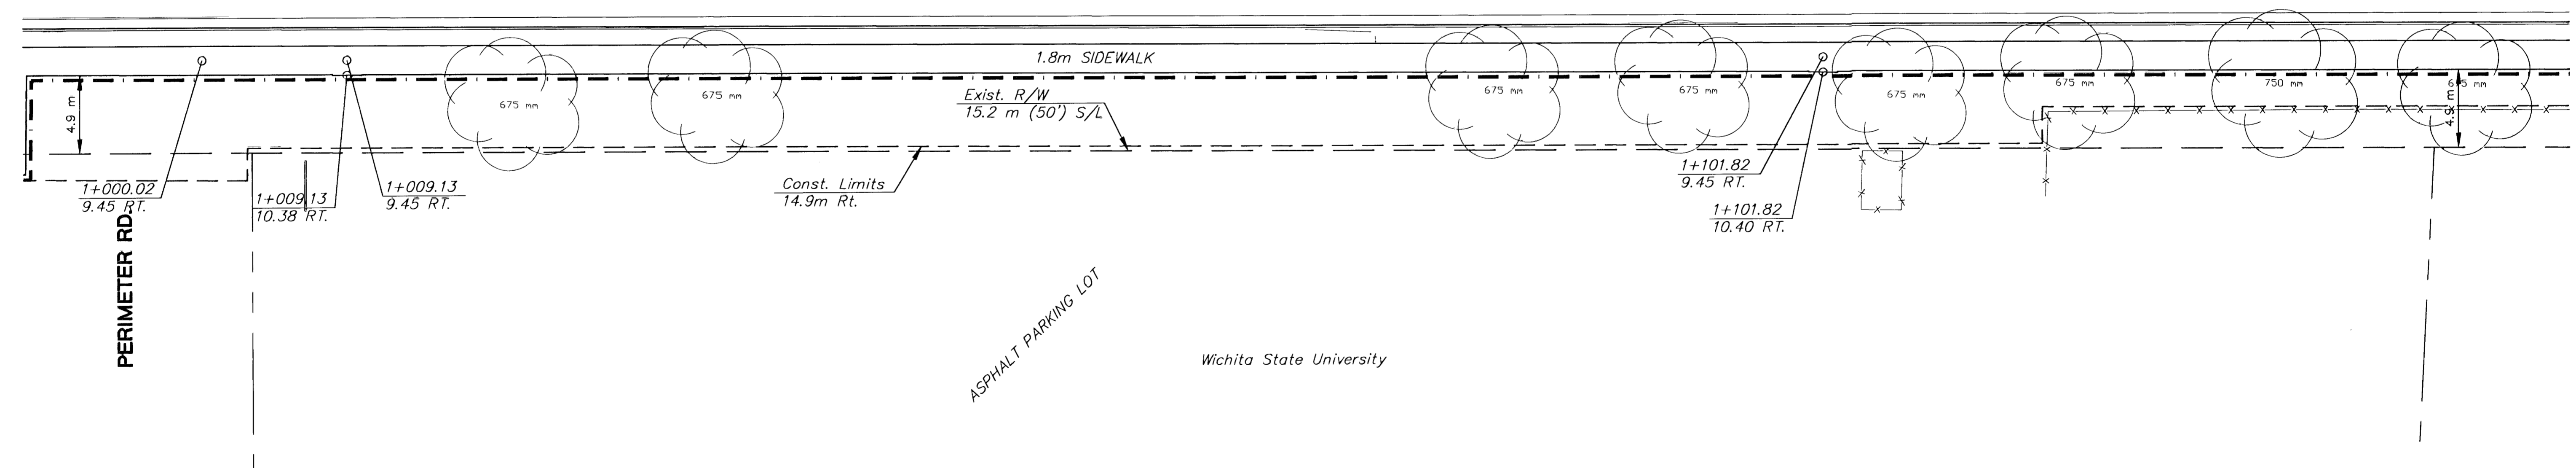 1.8m SIDEWALK
675 mm
675 mm
675 mm
675 mm
675 mm
675 mm
750 mm
675 mm
4.9 m
4.9 m
Exist. R/W
15.2 m (50') S/L
Const. Limits
14.9m Rt.
1+000.02
9.45 RT.
1+009.13
10.38 RT.
1+009.13
9.45 RT.
1+101.82
9.45 RT.
1+101.82
10.40 RT.
PERIMETER RD.
ASPHALT PARKING LOT
Wichita State University